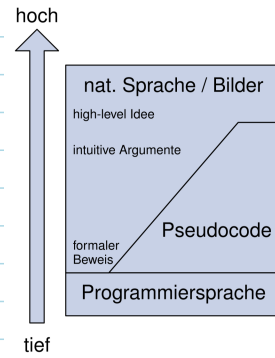 hoch
nat. Sprache / Bilder
high-level Idee
intuitive Argumente
Pseudocode
formaler
Beweis
Programmiersprache
tief